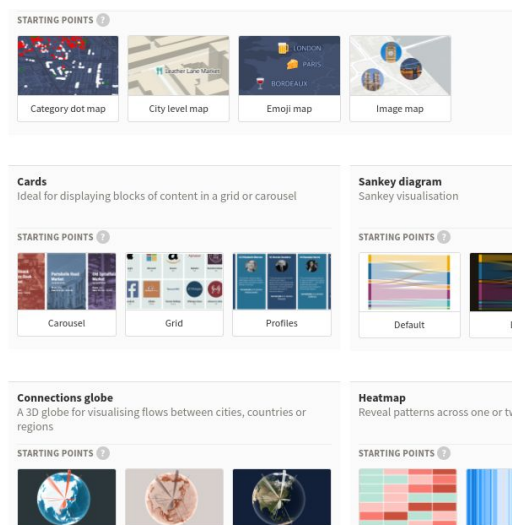 STARTING POINTS ?
Leather Lane Market
LONDON
PARIS
BORDEAUX
Category dot map
City level map
Emoji map
Image map
Cards
Ideal for displaying blocks of content in a grid or carousel
STARTING POINTS ?
Carousel
Grid
Profiles
Sankey diagram
Sankey visualisation
STARTING POINTS ?
Default
Connections globe
A 3D globe for visualising flows between cities, countries or
regions
STARTING POINTS ?
Heatmap
Reveal patterns across one or
STARTING POINTS ?